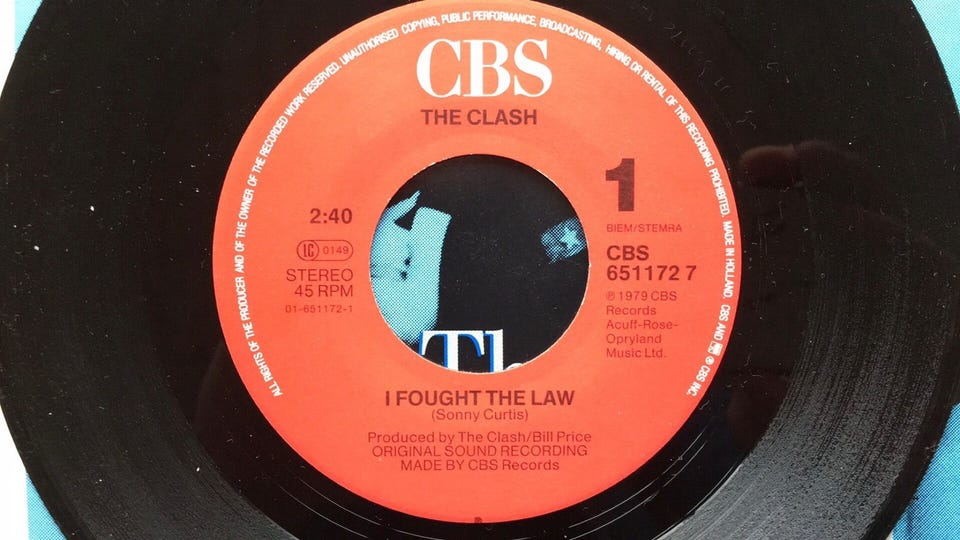 ALL RIGHTS OF THE PRODUCER AND OF THE OWNER OF THE RECORDED WORK RESERVED. UNAUTHORISED COPYING, PUBLIC PERFORMANCE, BROADCASTING, HIRING OR RENTAL OF THIS RECORDING PROHIBITED. MADE IN HOLLAND. CBS AND ® CBS INC.
CBS
THE CLASH
1
2:40
BIEM/STEMRA
LC 0149
CBS
651172 7
STEREO
45 RPM
01-651172-1
℗ 1979 CBS
Records
Acuff-Rose-
Opryland
Music Ltd.
Th
I FOUGHT THE LAW
(Sonny Curtis)
Produced by The Clash/Bill Price
ORIGINAL SOUND RECORDING
MADE BY CBS Records